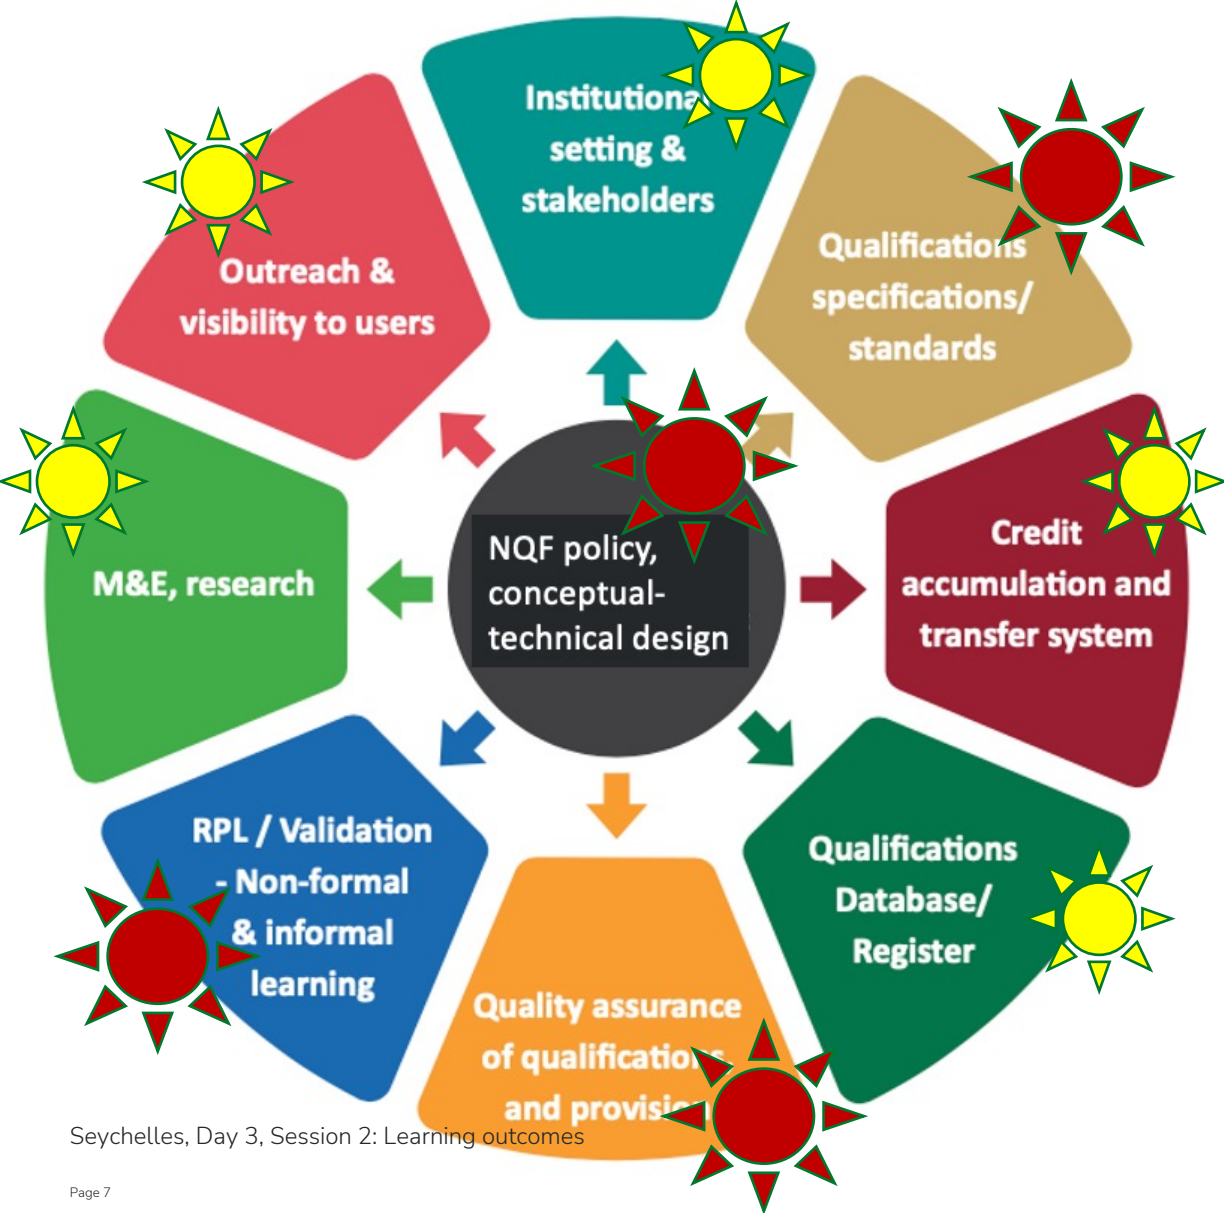 Institutional
setting &
stakeholders
Qualifications
specifications/
standards
Credit
accumulation and
transfer system
Qualifications
Database/
Register
Quality assurance
of qualifications
and provision
RPL / Validation
- Non-formal
& informal
learning
M&E, research
Outreach &
visibility to users
NQF policy,
conceptual-
technical design
Seychelles, Day 3, Session 2: Learning outcomes
Page 7